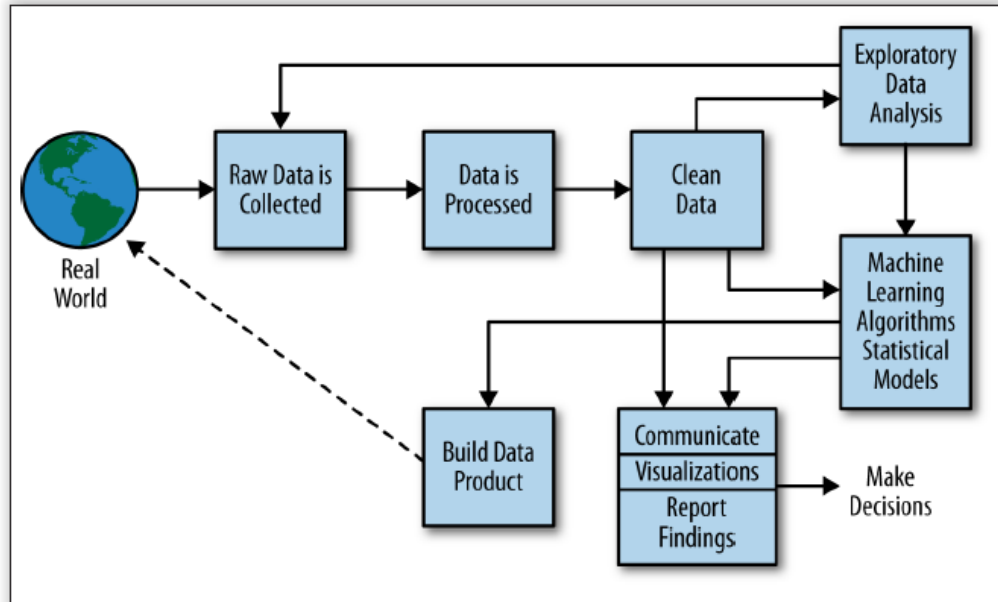 Exploratory
Data
Analysis
Raw Data is
Collected
Data is
Processed
Clean
Data
Real
World
Machine
Learning
Algorithms
Statistical
Models
Build Data
Product
Communicate
Visualizations
Report
Findings
Make
Decisions